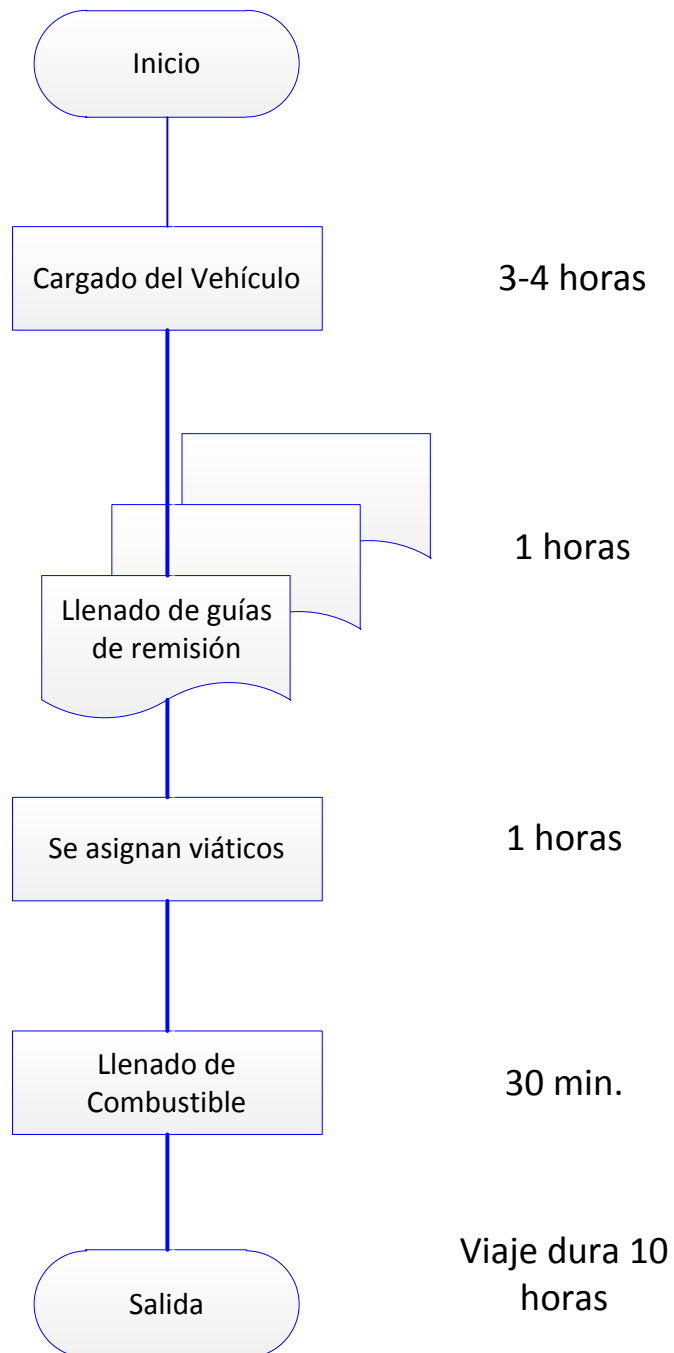 Inicio
Cargado del Vehículo
3-4 horas
Llenado de guías
de remisión
1 horas
Se asignan viáticos
1 horas
Llenado de
Combustible
30 min.
Salida
Viaje dura 10
horas